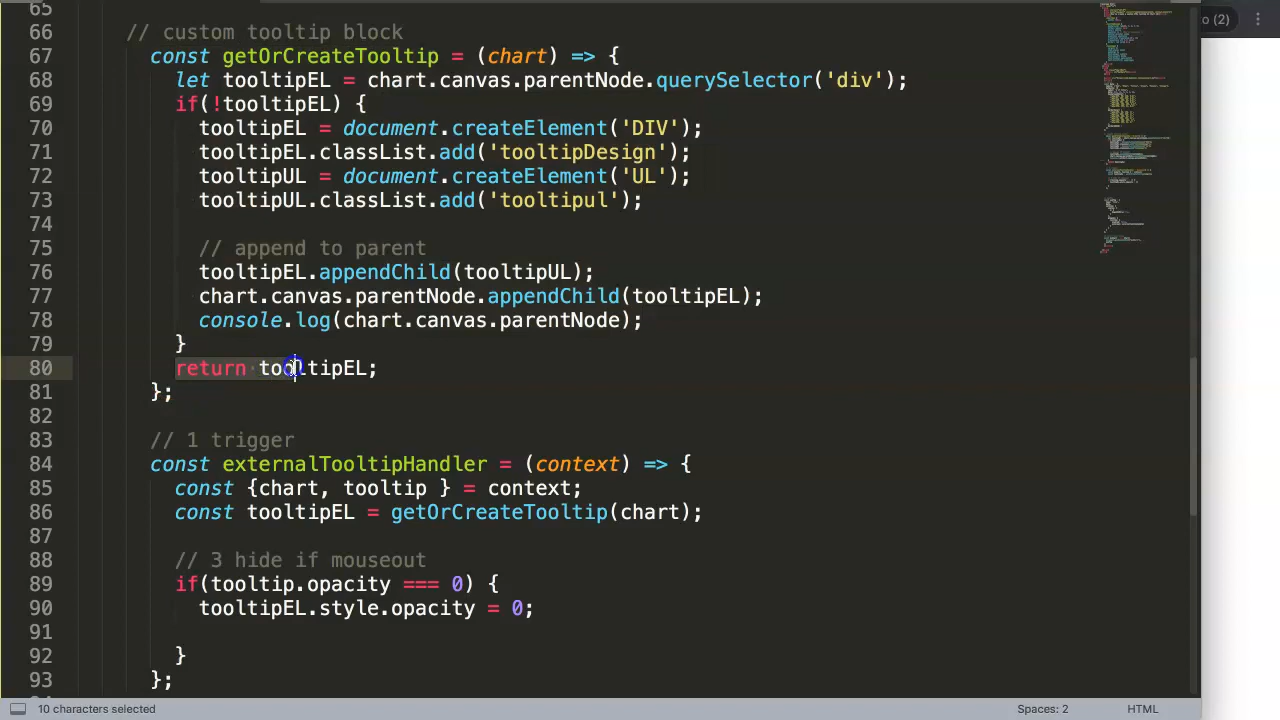 65
66 // custom tooltip block
67 const getOrCreateTooltip = (chart) => {
68 let tooltipEL = chart.canvas.parentNode.querySelector('div');
69 if(!tooltipEL) {
70 tooltipEL = document.createElement('DIV');
71 tooltipEL.classList.add('tooltipDesign');
72 tooltipUL = document.createElement('UL');
73 tooltipUL.classList.add('tooltipul');
74
75 // append to parent
76 tooltipEL.appendChild(tooltipUL);
77 chart.canvas.parentNode.appendChild(tooltipEL);
78 console.log(chart.canvas.parentNode);
79 }
80 return tooltipEL;
81 };
82
83 // 1 trigger
84 const externalTooltipHandler = (context) => {
85 const {chart, tooltip } = context;
86 const tooltipEL = getOrCreateTooltip(chart);
87
88 // 3 hide if mouseout
89 if(tooltip.opacity === 0) {
90 tooltipEL.style.opacity = 0;
91
92 }
93 };
10 characters selected Spaces: 2 HTML
(2)